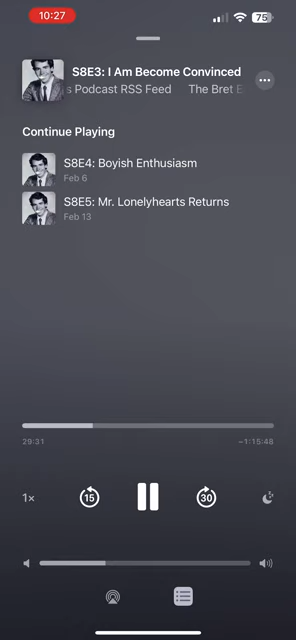 10:27
75
S8E3: I Am Become Convinced
s Podcast RSS Feed The Bret E
Continue Playing
S8E4: Boyish Enthusiasm
Feb 6
S8E5: Mr. Lonelyhearts Returns
Feb 13
29:31 -1:15:48
1× 15 30